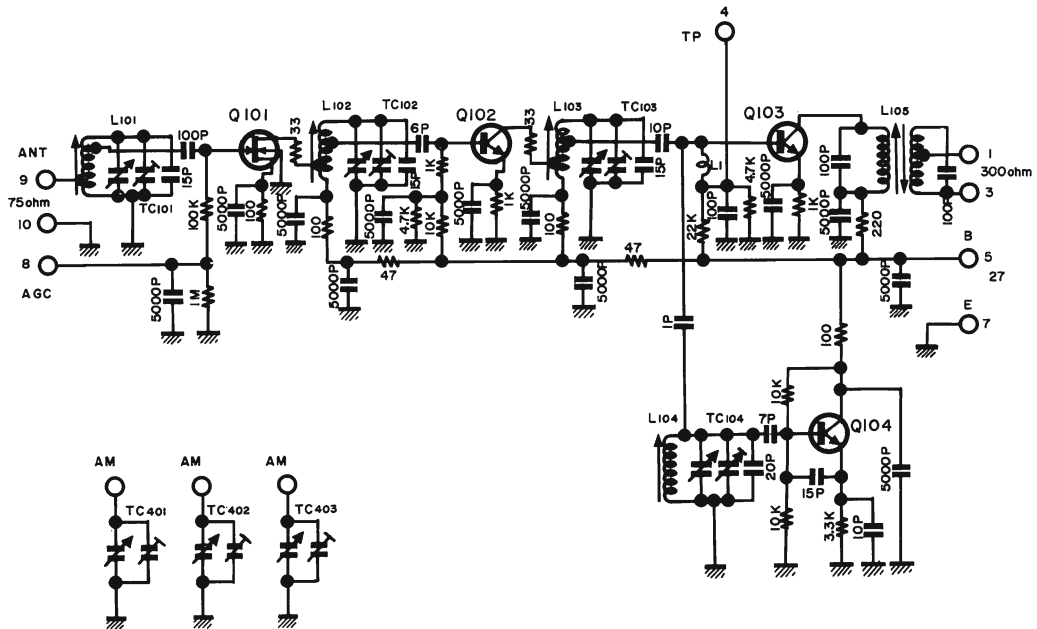 4
TP
L101
100P
Q101
33
L102
TC102
6P
Q102
33
L103
TC103
10P
Q103
L105
ANT
9
75ohm
10
8
AGC
15P
TC101
100K
5000P
100
5000P
100
5000P
15P
5000P
4.7K
1K
10K
5000P
1K
5000P
100
15P
L1
22K
100P
4.7K
5000P
1K
100P
5000P
220
100P
1
300ohm
3
B
5
27
5000P
1M
5000P
47
5000P
47
5000P
E
7
1P
100
L104
TC104
7P
10K
Q104
20P
15P
10K
3.3K
10P
5000P
AM
AM
AM
TC401
TC402
TC403